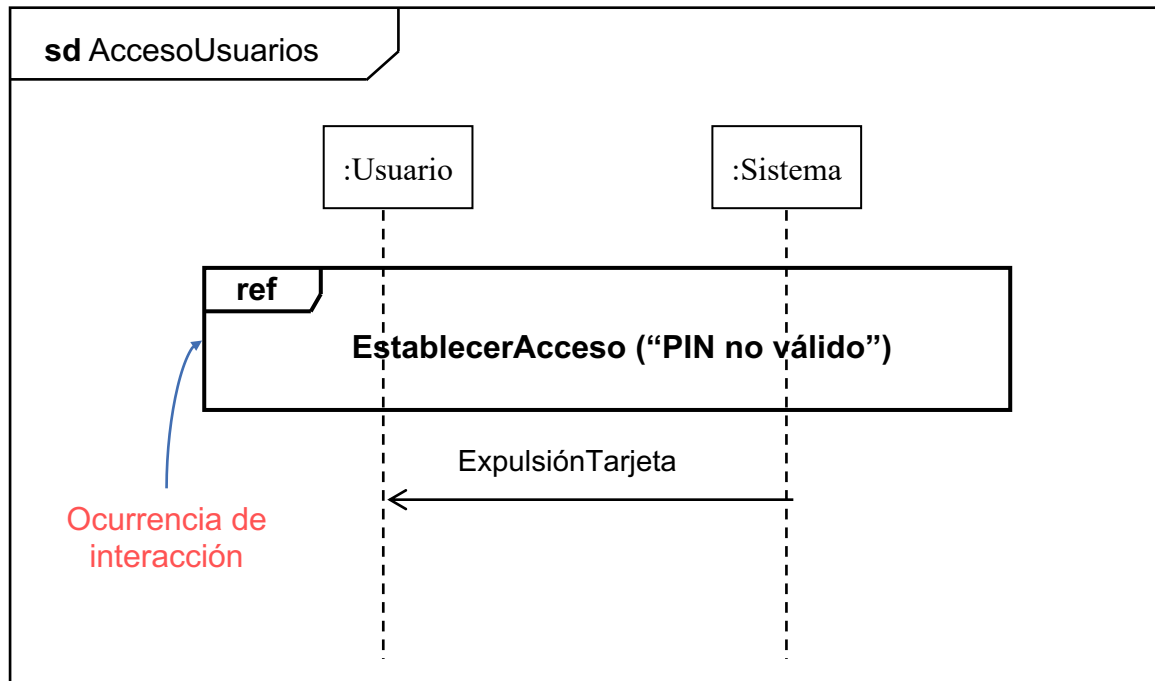 sd AccesoUsuarios
:Usuario
:Sistema
ref
EstablecerAcceso (“PIN no válido”)
ExpulsiónTarjeta
Ocurrencia de
interacción